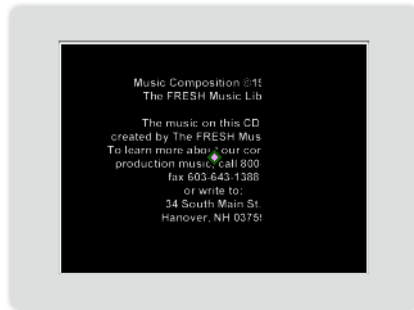 Music Composition ©19
The FRESH Music Lib
The music on this CD
created by The FRESH Mus
To learn more about our
production music, call 800
fax 603-643-1388
or write to:
34 South Main St.
Hanover, NH 0375